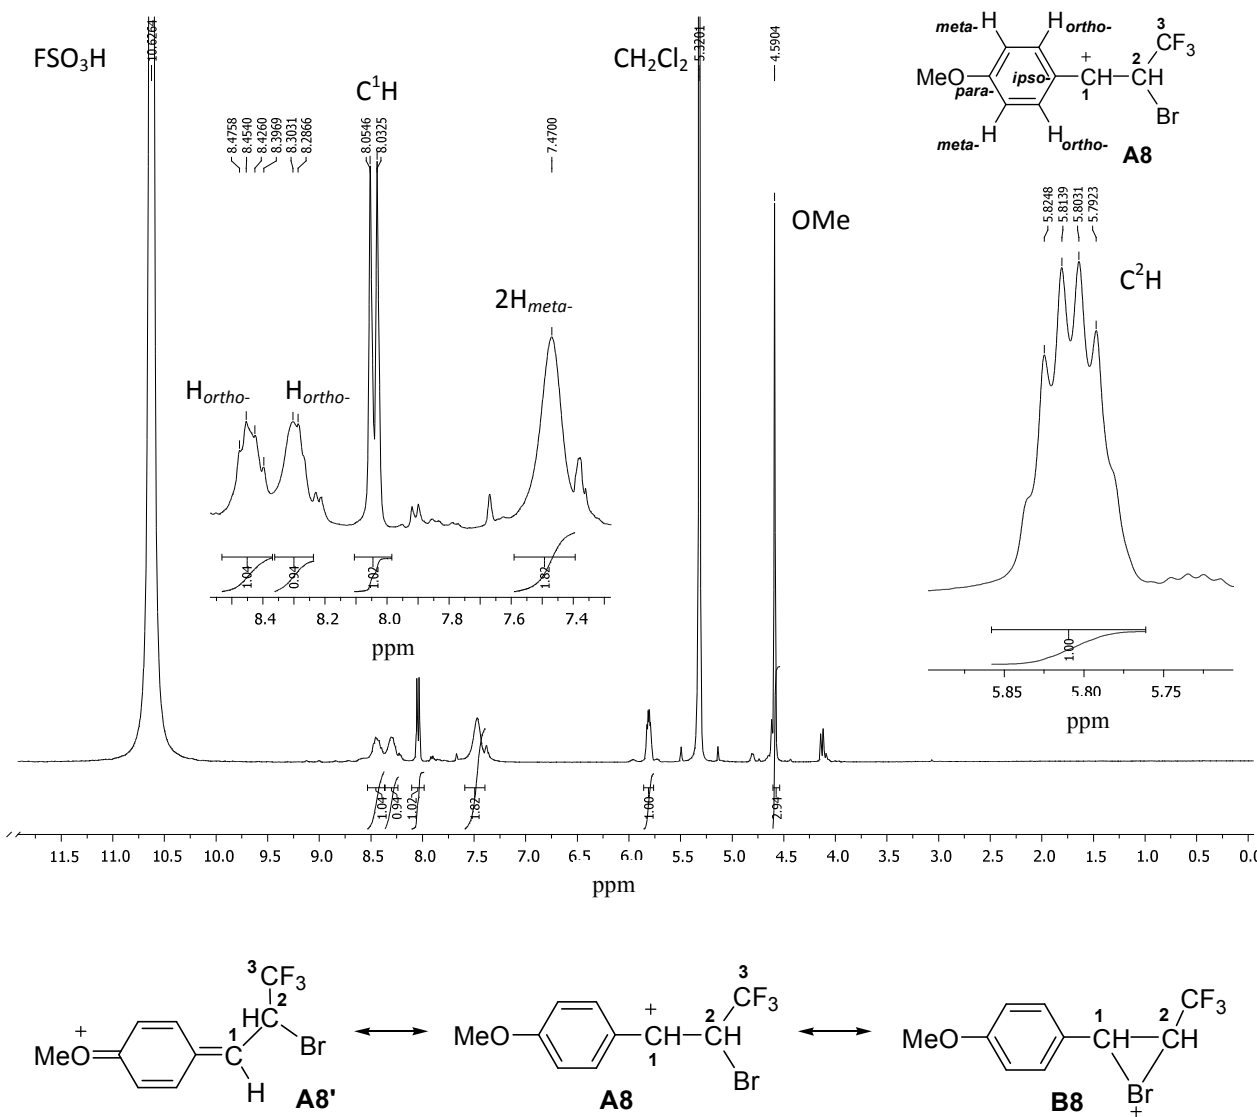 FSO₃H
10.6264
8.4758
8.4540
8.4260
8.3969
8.3031
8.2866
C¹H
8.0546
8.0325
7.4700
CH₂Cl₂
5.3201
4.5904
OMe
meta- H
H ortho-
MeO
para-
ipso-
+
CH
1
2
CH
3
CF₃
Br
meta- H
H ortho-
A8
5.8248
5.8139
5.8031
5.7923
C²H
2H meta-
H ortho-
H ortho-
1.04
0.94
1.02
1.82
8.4 8.2 8.0 7.8 7.6 7.4
ppm
1.00
5.85 5.80 5.75
ppm
1.04
0.94
1.02
1.82
1.00
2.94
11.5 11.0 10.5 10.0 9.5 9.0 8.5 8.0 7.5 7.0 6.5 6.0 5.5 5.0 4.5 4.0 3.5 3.0 2.5 2.0 1.5 1.0 0.5 0.0
ppm
3
CF₃
H
2
C
+
MeO
1
C
Br
H
A8'
3
CF₃
+
2
MeO
CH
1
CH
Br
A8
CF₃
1
2
MeO
CH
CH
Br
+
B8